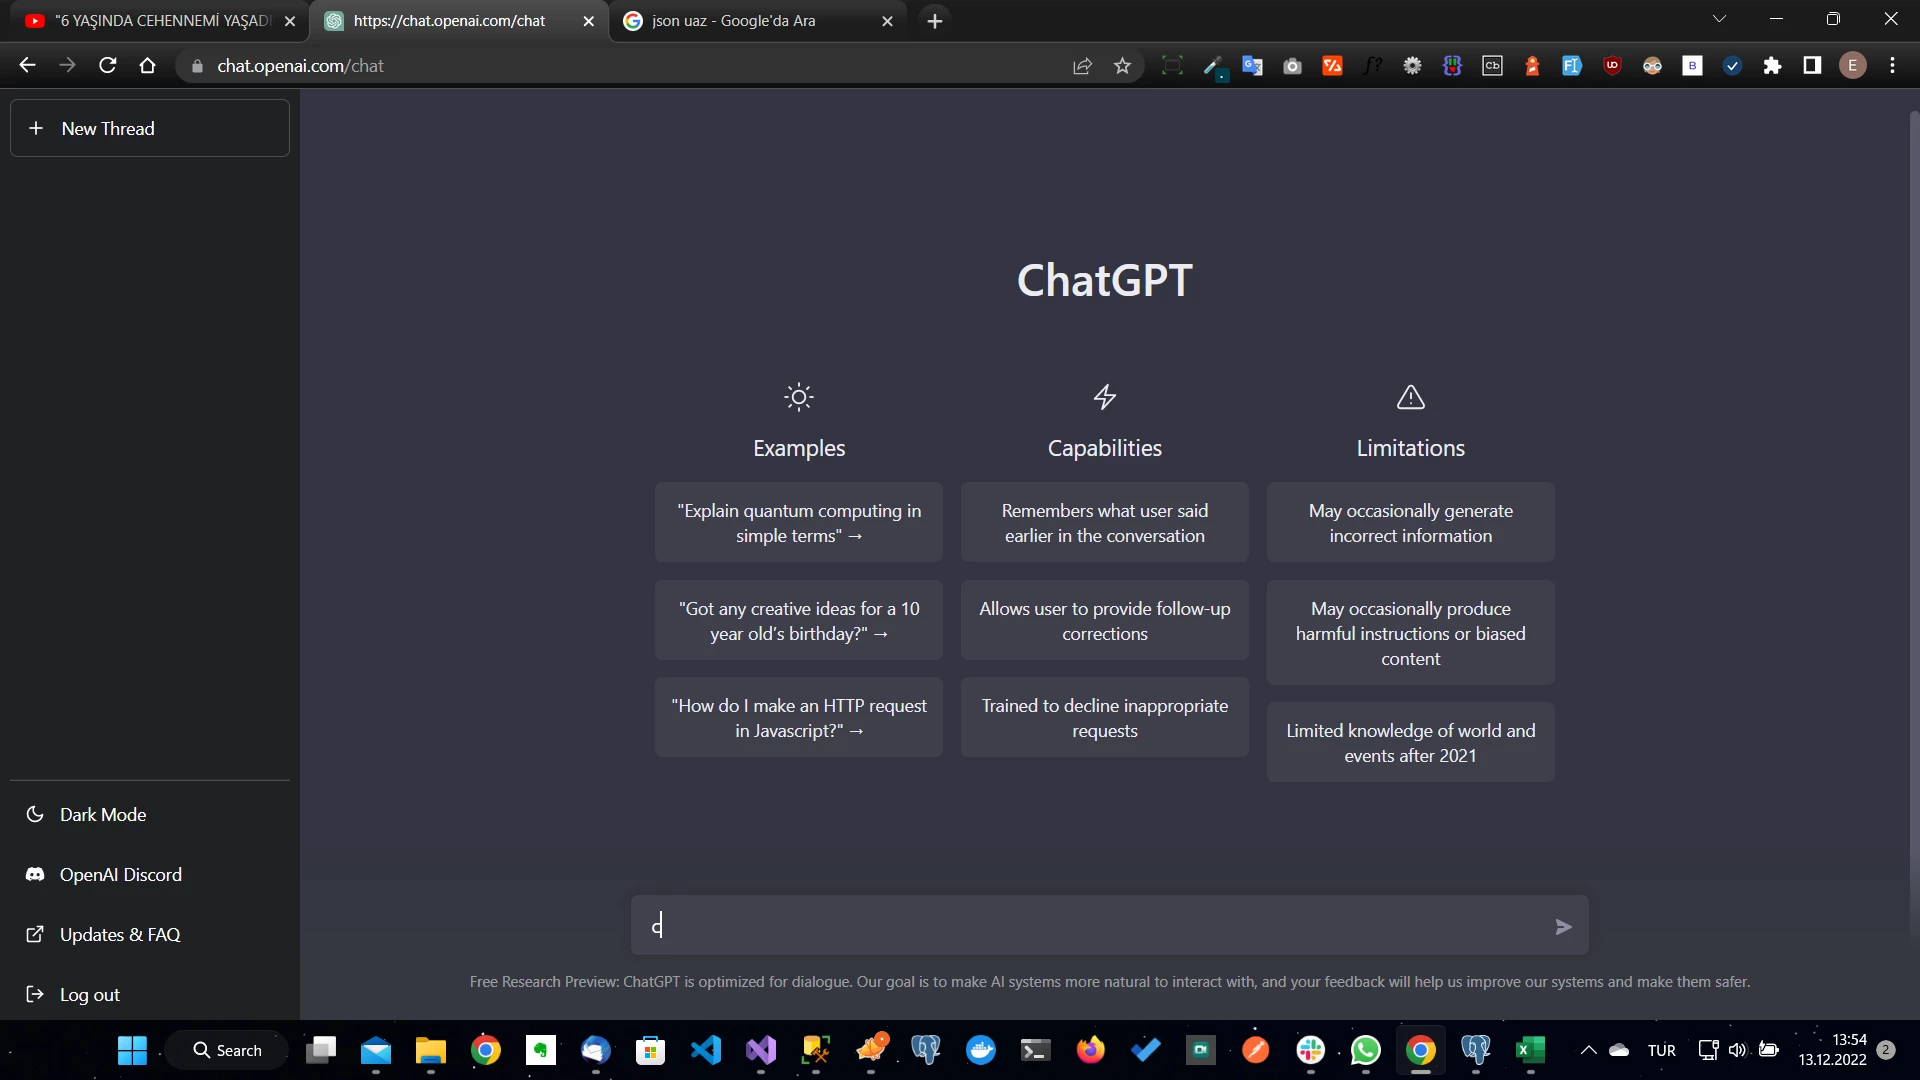 "6 YAŞINDA CEHENNEMİ YAŞADI
https://chat.openai.com/chat
json uaz - Google'da Ara
chat.openai.com/chat
f?
Cb
FI
UD
B
E
New Thread
ChatGPT
Examples
Capabilities
Limitations
"Explain quantum computing in
simple terms" →
Remembers what user said
earlier in the conversation
May occasionally generate
incorrect information
"Got any creative ideas for a 10
year old's birthday?" →
Allows user to provide follow-up
corrections
May occasionally produce
harmful instructions or biased
content
"How do I make an HTTP request
in Javascript?" →
Trained to decline inappropriate
requests
Limited knowledge of world and
events after 2021
Dark Mode
OpenAI Discord
Updates & FAQ
Log out
c
Free Research Preview: ChatGPT is optimized for dialogue. Our goal is to make AI systems more natural to interact with, and your feedback will help us improve our systems and make them safer.
Search
TUR
13:54
13.12.2022
2